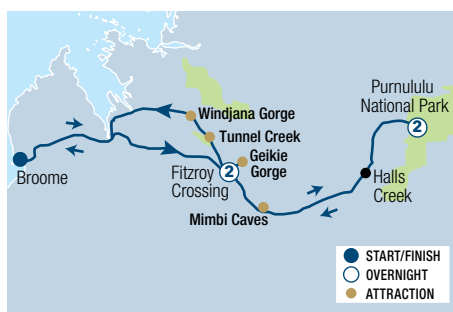 Purnululu
National Park
2
Windjana Gorge
Tunnel Creek
Geikie
Gorge
Fitzroy
Crossing
2
Broome
Halls
Creek
Mimbi Caves
START/FINISH
OVERNIGHT
ATTRACTION